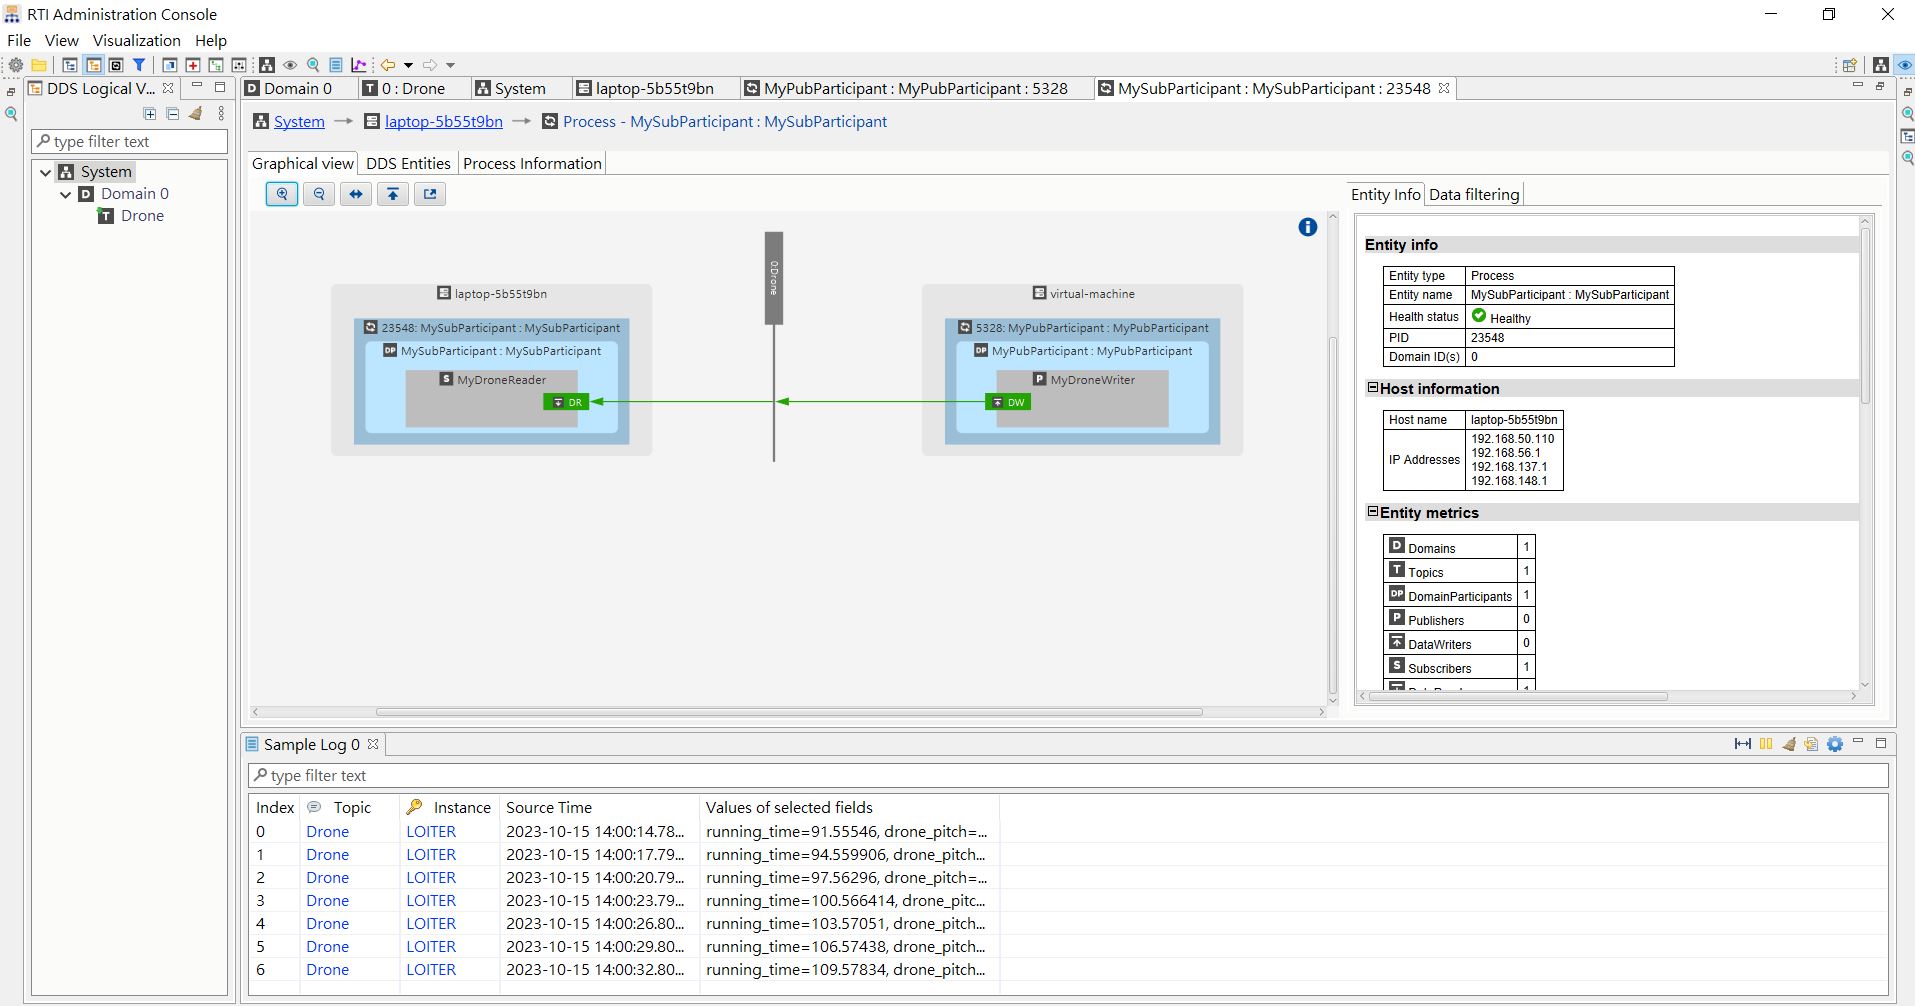 RTI Administration Console
File View Visualization Help
DDS Logical V...
Domain 0
0 : Drone
System
laptop-5b55t9bn
MyPubParticipant : MyPubParticipant : 5328
MySubParticipant : MySubParticipant : 23548
System
laptop-5b55t9bn
Process - MySubParticipant : MySubParticipant
type filter text
System
Domain 0
Drone
Graphical view
DDS Entities
Process Information
0:Drone
laptop-5b55t9bn
23548: MySubParticipant : MySubParticipant
DP MySubParticipant : MySubParticipant
S MyDroneReader
DR
virtual-machine
5328: MyPubParticipant : MyPubParticipant
DP MyPubParticipant : MyPubParticipant
P MyDroneWriter
DW
Entity Info
Data filtering
Entity info
Entity type Process
Entity name MySubParticipant : MySubParticipant
Health status Healthy
PID 23548
Domain ID(s) 0
Host information
Host name laptop-5b55t9bn
IP Addresses
192.168.50.110
192.168.56.1
192.168.137.1
192.168.148.1
Entity metrics
D Domains 1
T Topics 1
DP DomainParticipants 1
P Publishers 0
DataWriters 0
S Subscribers 1
Sample Log 0
type filter text
Index Topic Instance Source Time Values of selected fields
0 Drone LOITER 2023-10-15 14:00:14.78... running_time=91.55546, drone_pitch=...
1 Drone LOITER 2023-10-15 14:00:17.79... running_time=94.559906, drone_pitch...
2 Drone LOITER 2023-10-15 14:00:20.79... running_time=97.56296, drone_pitch=...
3 Drone LOITER 2023-10-15 14:00:23.79... running_time=100.566414, drone_pitc...
4 Drone LOITER 2023-10-15 14:00:26.80... running_time=103.57051, drone_pitch...
5 Drone LOITER 2023-10-15 14:00:29.80... running_time=106.57438, drone_pitch...
6 Drone LOITER 2023-10-15 14:00:32.80... running_time=109.57834, drone_pitch...